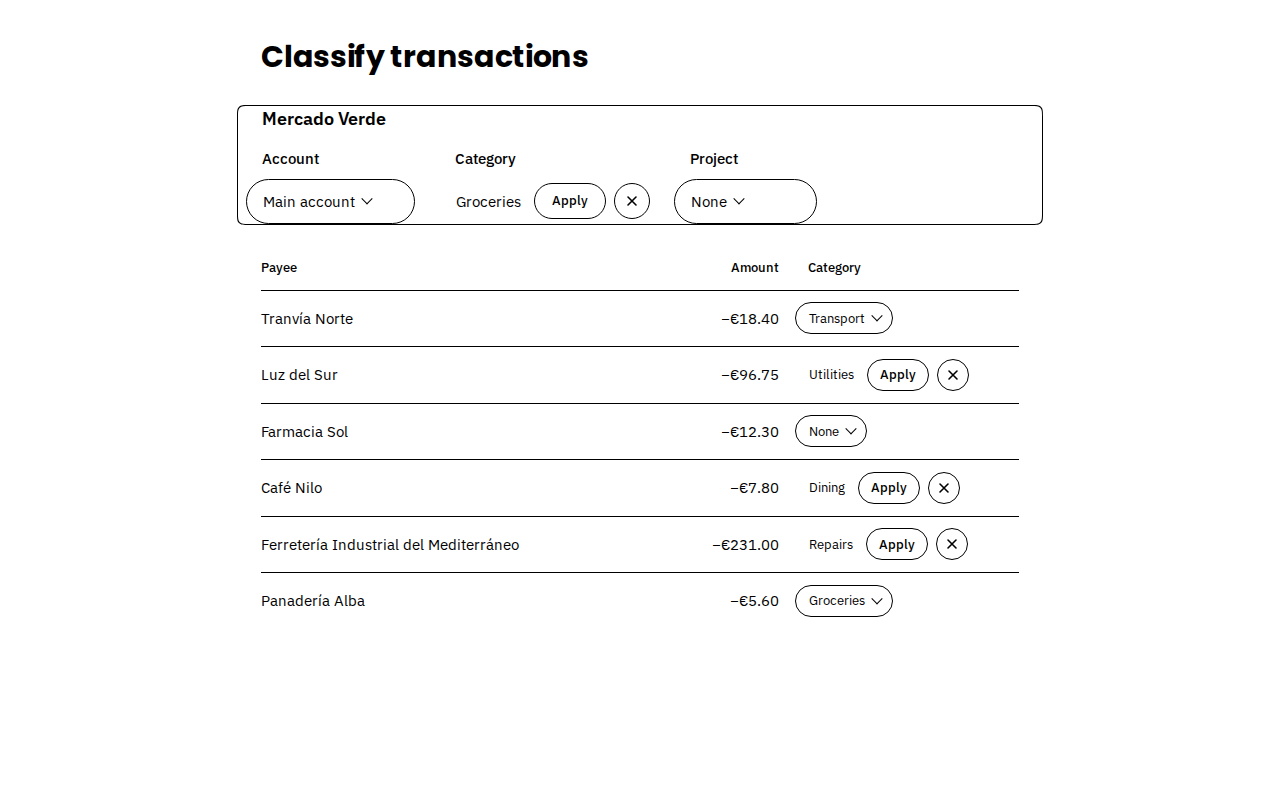 Classify transactions
Mercado Verde
Account Category Project
Main account Groceries Apply None
Payee Amount Category
Tranvía Norte −€18.40 Transport
Luz del Sur −€96.75 Utilities Apply
Farmacia Sol −€12.30 None
Café Nilo −€7.80 Dining Apply
Ferretería Industrial del Mediterráneo −€231.00 Repairs Apply
Panadería Alba −€5.60 Groceries